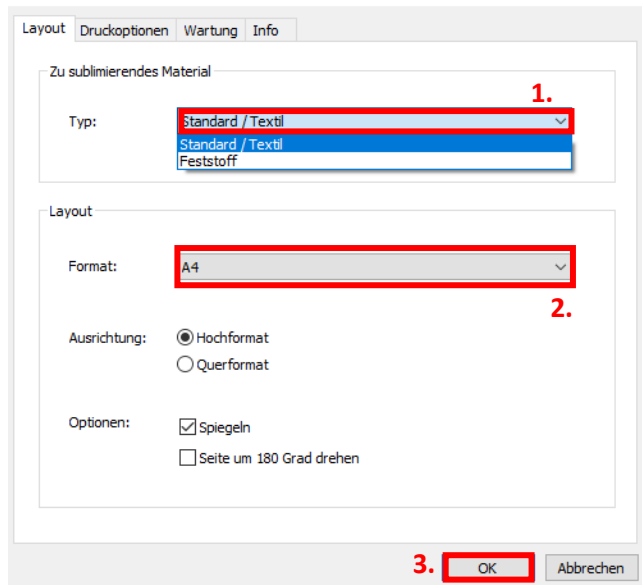 Layout Druckoptionen Wartung Info
Zu sublimierendes Material
1.
Typ: Standard / Textil
Standard / Textil
Feststoff
Layout
Format: A4
2.
Ausrichtung: Hochformat
Querformat
Optionen: Spiegeln
Seite um 180 Grad drehen
3. OK Abbrechen